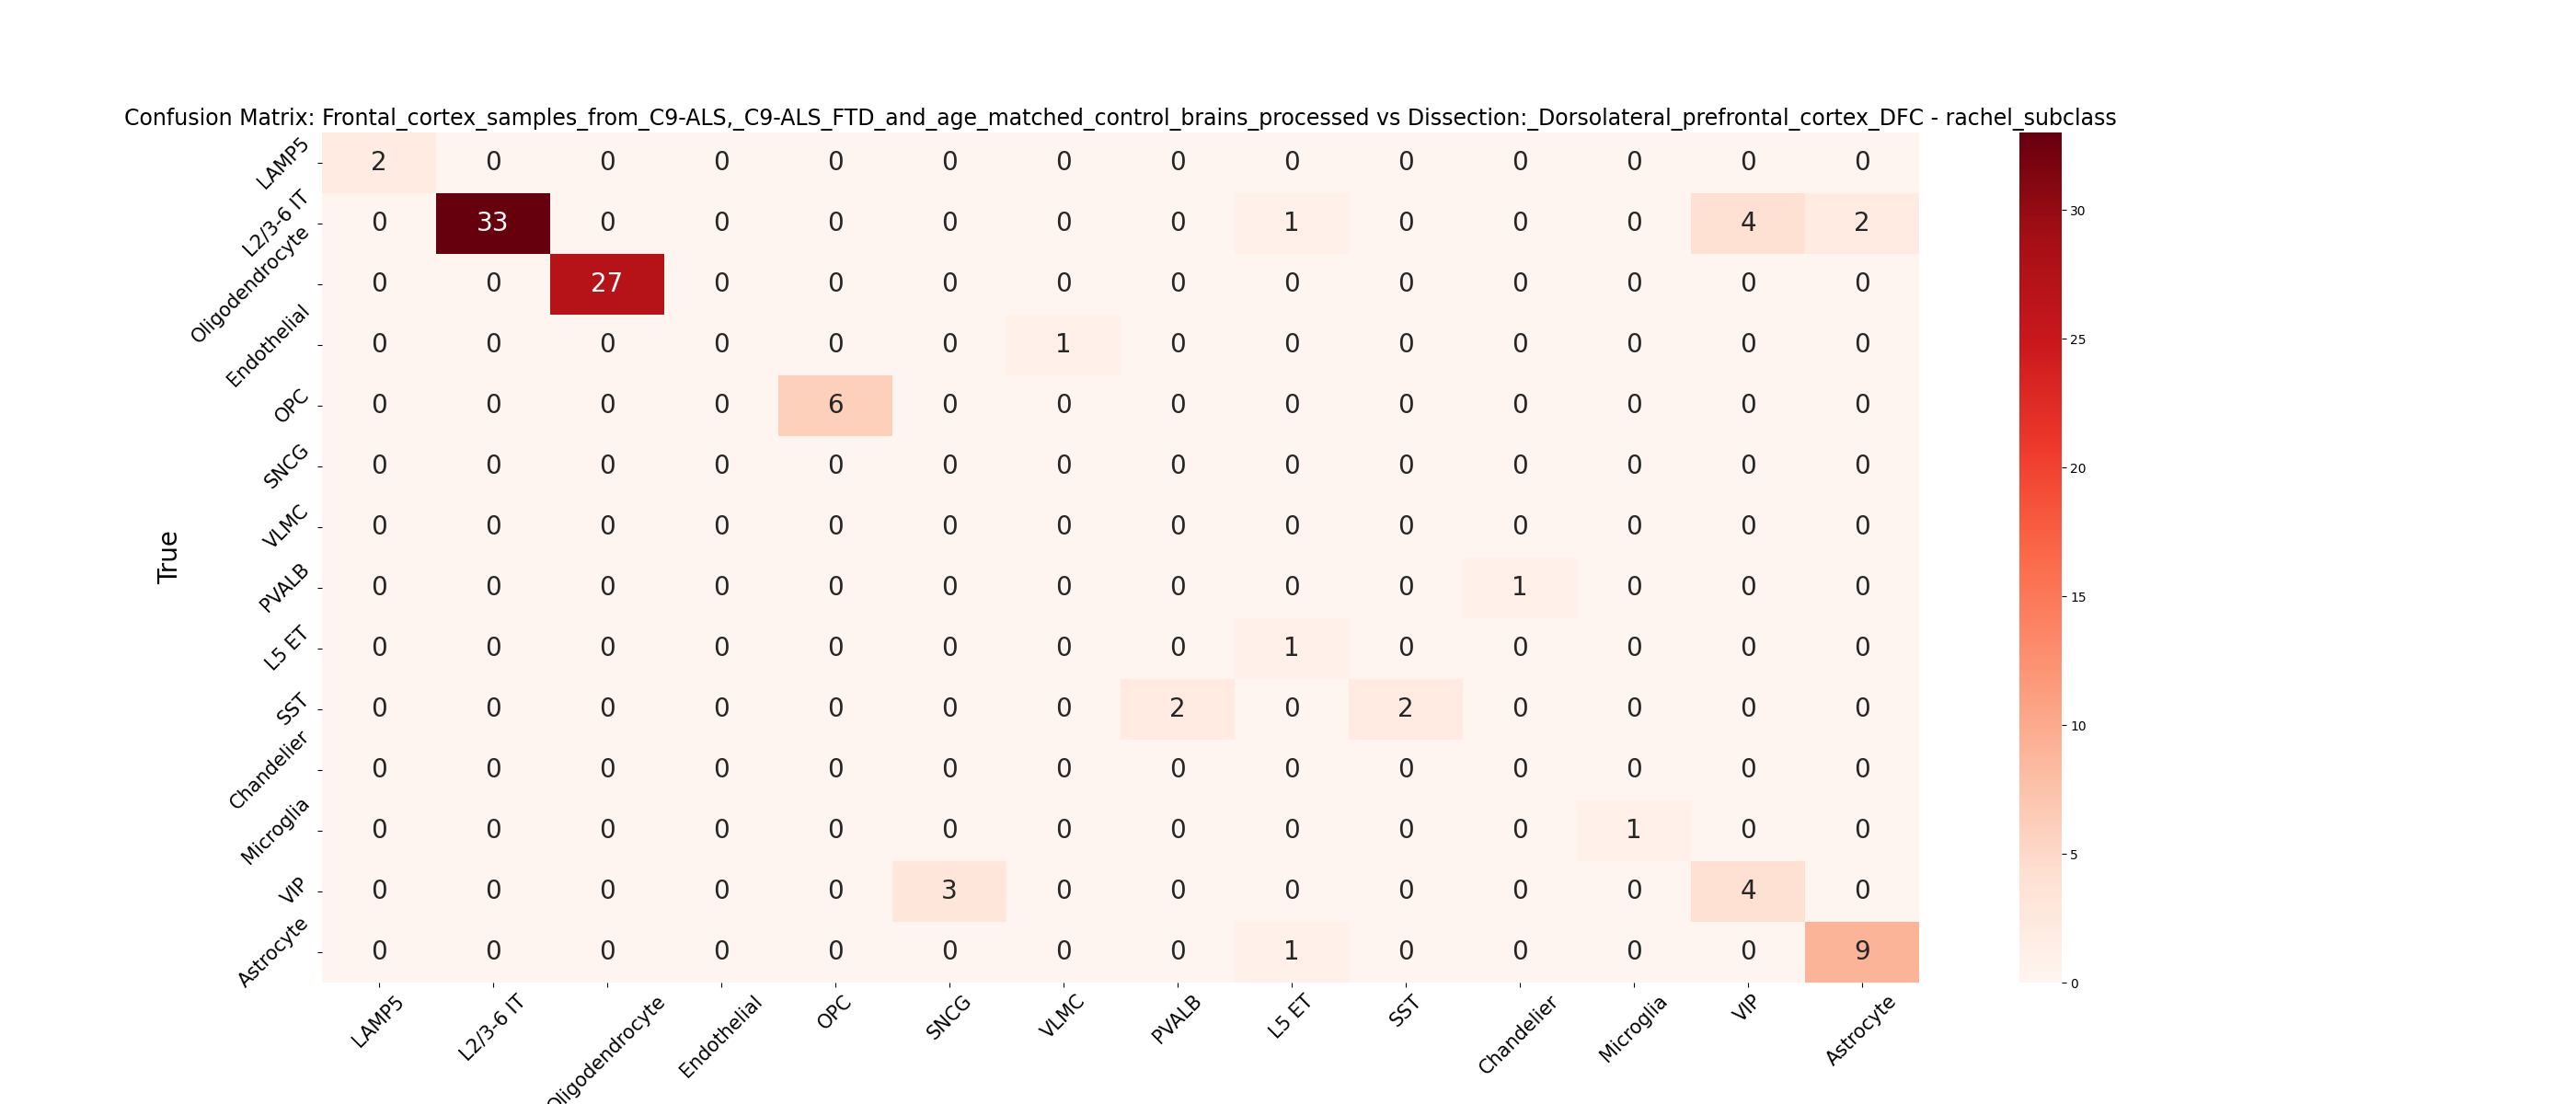 Confusion Matrix: Frontal_cortex_samples_from_C9-ALS,_C9-ALS_FTD_and_age_matched_control_brains_processed vs Dissection:_Dorsolateral_prefrontal_cortex_DFC - rachel_subclass
LAMP5 2 0 0 0 0 0 0 0 0 0 0 0 0 0
L2/3-6 IT 0 33 0 0 0 0 0 0 1 0 0 0 4 2
Oligodendrocyte 0 0 27 0 0 0 0 0 0 0 0 0 0 0
Endothelial 0 0 0 0 0 0 1 0 0 0 0 0 0 0
OPC 0 0 0 0 6 0 0 0 0 0 0 0 0 0
SNCG 0 0 0 0 0 0 0 0 0 0 0 0 0 0
VLMC 0 0 0 0 0 0 0 0 0 0 0 0 0 0
PVALB 0 0 0 0 0 0 0 0 0 0 1 0 0 0
L5 ET 0 0 0 0 0 0 0 0 1 0 0 0 0 0
SST 0 0 0 0 0 0 0 2 0 2 0 0 0 0
Chandelier 0 0 0 0 0 0 0 0 0 0 0 0 0 0
Microglia 0 0 0 0 0 0 0 0 0 0 0 1 0 0
VIP 0 0 0 0 0 3 0 0 0 0 0 0 4 0
Astrocyte 0 0 0 0 0 0 0 0 1 0 0 0 0 9
True
LAMP5 L2/3-6 IT Oligodendrocyte Endothelial OPC SNCG VLMC PVALB L5 ET SST Chandelier Microglia VIP Astrocyte
30
25
20
15
10
5
0